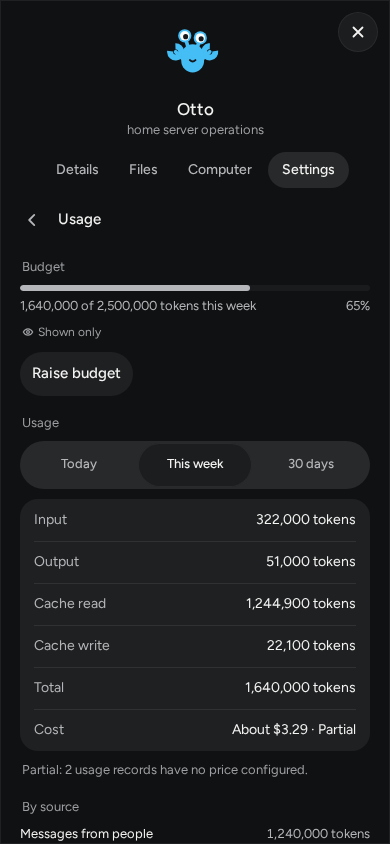 Otto
home server operations
Details Files Computer Settings
Usage
Budget
1,640,000 of 2,500,000 tokens this week 65%
Shown only
Raise budget
Usage
Today This week 30 days
Input 322,000 tokens
Output 51,000 tokens
Cache read 1,244,900 tokens
Cache write 22,100 tokens
Total 1,640,000 tokens
Cost About $3.29 · Partial
Partial: 2 usage records have no price configured.
By source
Messages from people 1,240,000 tokens